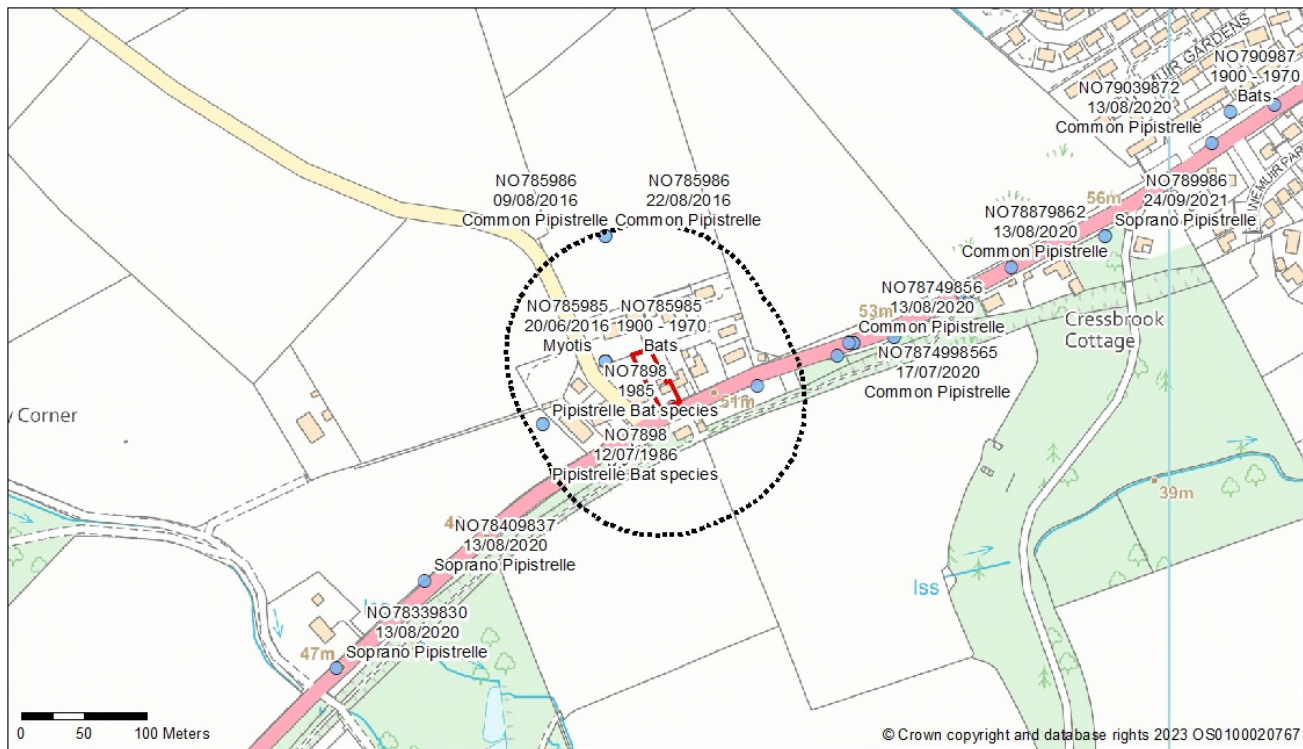 EMUIR GARDENS
NO790987
1900 - 1970
Bats
NO79039872
13/08/2020
Common Pipistrelle
NO785986
09/08/2016
Common Pipistrelle
NO785986
22/08/2016
Common Pipistrelle
56m
NO789986
24/09/2021
Soprano Pipistrelle
NO78879862
13/08/2020
Common Pipistrelle
NO785985
20/06/2016
Myotis
NO785985
1900 - 1970
Bats
NO78749856
13/08/2020
Common Pipistrelle
53m
Cressbrook
Cottage
NO7874998565
17/07/2020
Common Pipistrelle
NO7898
1985
Pipistrelle Bat species
51m
y Corner
NO7898
12/07/1986
Pipistrelle Bat species
39m
NO78409837
13/08/2020
Soprano Pipistrelle
Iss
NO78339830
13/08/2020
Soprano Pipistrelle
47m
0 50 100 Meters
© Crown copyright and database rights 2023 OS0100020767